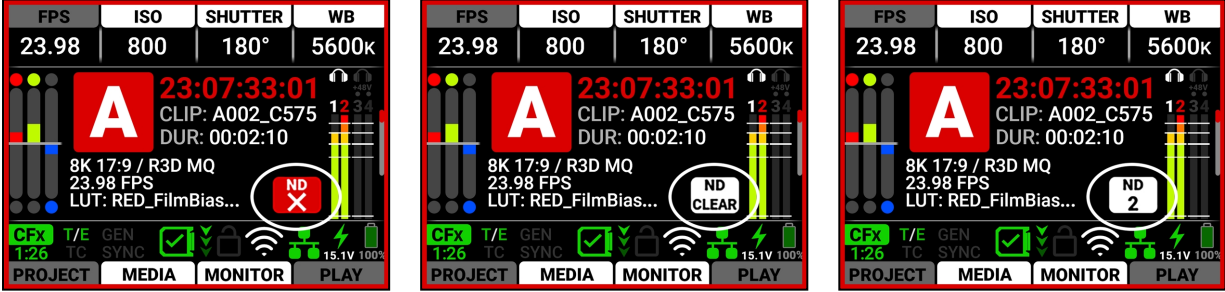 FPS ISO SHUTTER WB
23.98 800 180° 5600K
A
23:07:33:01
CLIP: A002_C575
DUR: 00:02:10
+48V
1 2 3 4
8K 17:9 / R3D MQ
23.98 FPS
LUT: RED_FilmBias...
ND
CFx T/E GEN
1:26 TC SYNC
15.1V 100%
PROJECT MEDIA MONITOR PLAY
FPS ISO SHUTTER WB
23.98 800 180° 5600K
A
23:07:33:01
CLIP: A002_C575
DUR: 00:02:10
+48V
1 2 3 4
8K 17:9 / R3D MQ
23.98 FPS
LUT: RED_FilmBias...
ND
CLEAR
CFx T/E GEN
1:26 TC SYNC
15.1V 100%
PROJECT MEDIA MONITOR PLAY
FPS ISO SHUTTER WB
23.98 800 180° 5600K
A
23:07:33:01
CLIP: A002_C575
DUR: 00:02:10
+48V
1 2 3 4
8K 17:9 / R3D MQ
23.98 FPS
LUT: RED_FilmBias...
ND
2
CFx T/E GEN
1:26 TC SYNC
15.1V 100%
PROJECT MEDIA MONITOR PLAY